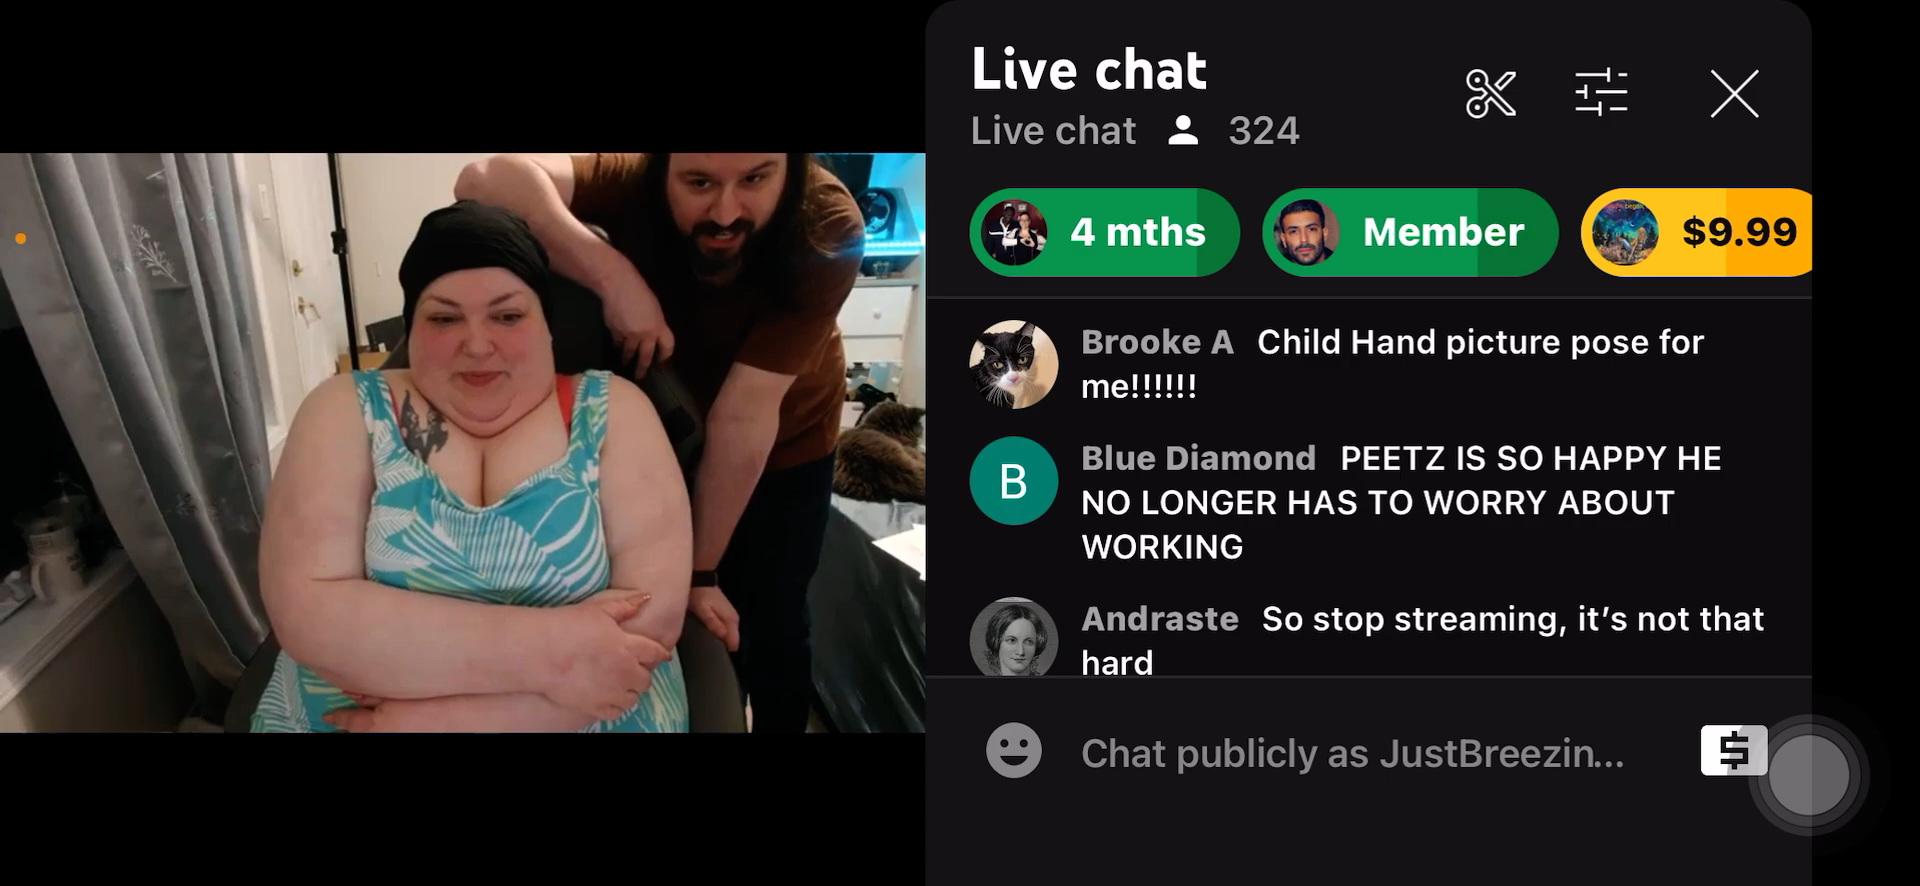 Live chat
Live chat 324
4 mths Member $9.99
Brooke A Child Hand picture pose for
me!!!!!!
B Blue Diamond PEETZ IS SO HAPPY HE
NO LONGER HAS TO WORRY ABOUT
WORKING
Andraste So stop streaming, it’s not that
hard
Chat publicly as JustBreezin... $